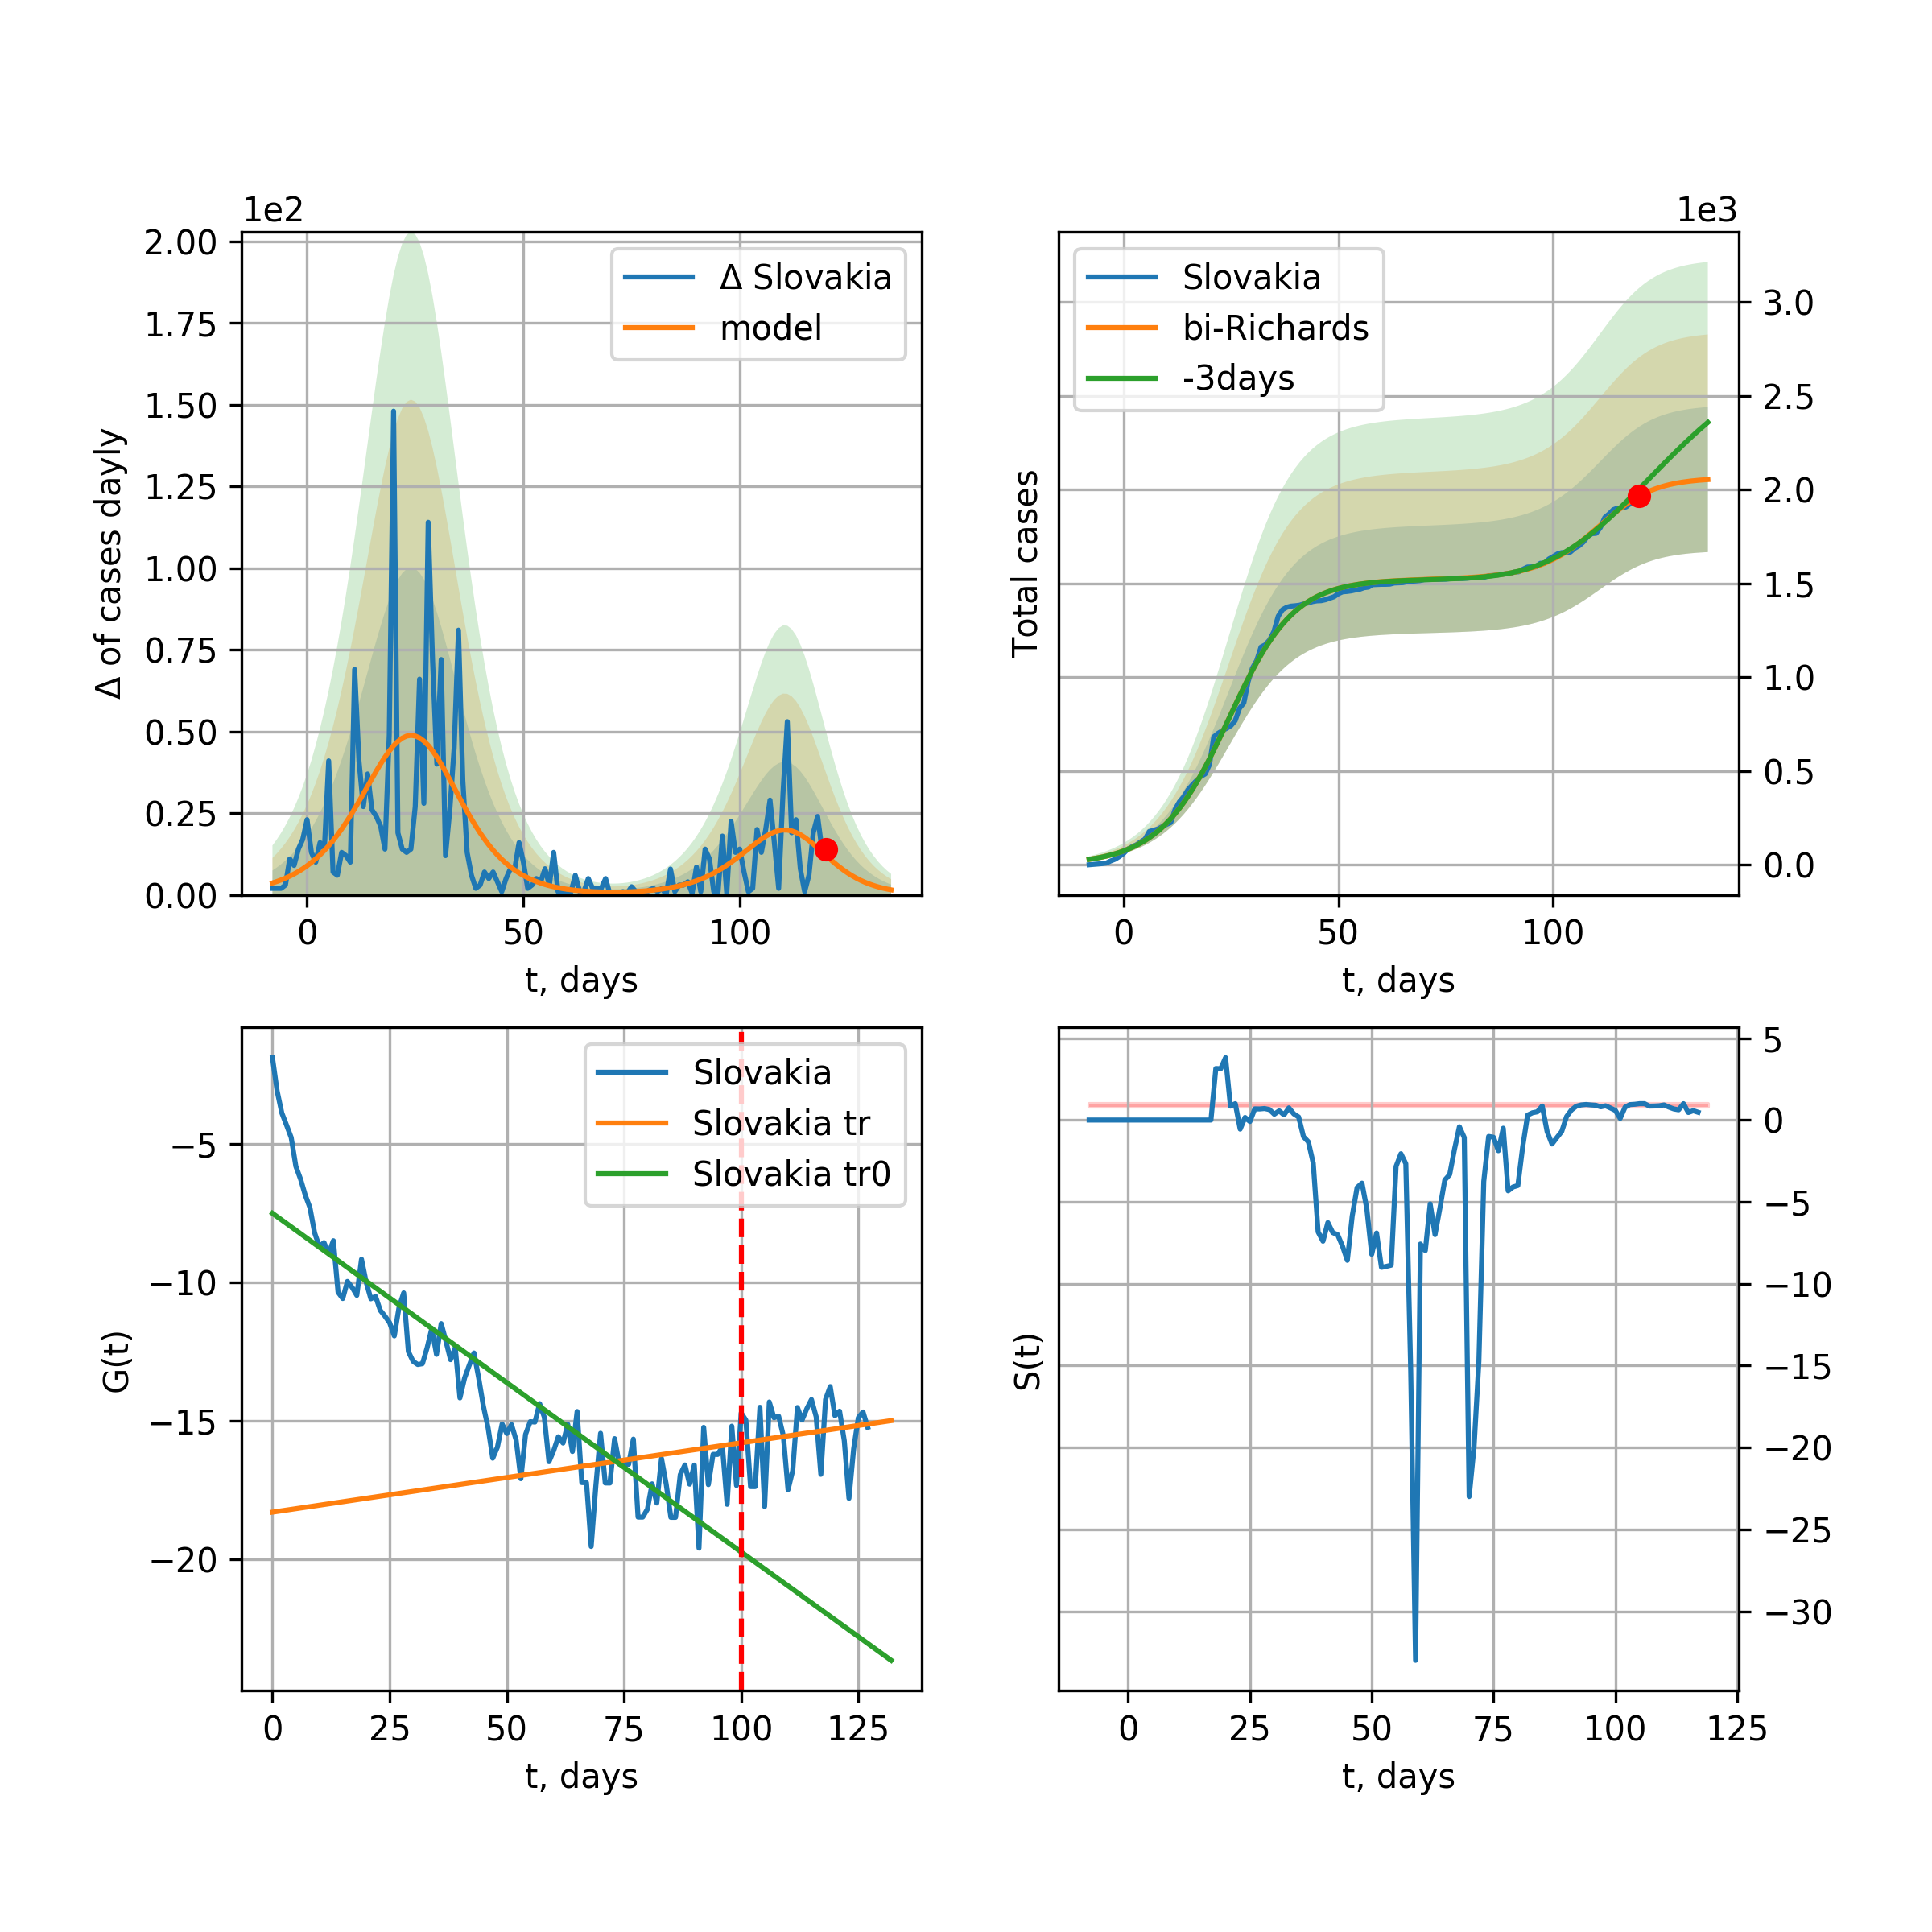 1e2
2.00
1.75
1.50
1.25
1.00
0.75
0.50
0.25
0.00
Δ of cases dayly
Δ Slovakia
model
0 50 100
t, days
1e3
Slovakia
bi-Richards
-3days
Total cases
3.0
2.5
2.0
1.5
1.0
0.5
0.0
0 50 100
t, days
−5
−10
−15
−20
G(t)
Slovakia
Slovakia tr
Slovakia tr0
0 25 50 75 100 125
t, days
S(t)
5
0
−5
−10
−15
−20
−25
−30
0 25 50 75 100 125
t, days